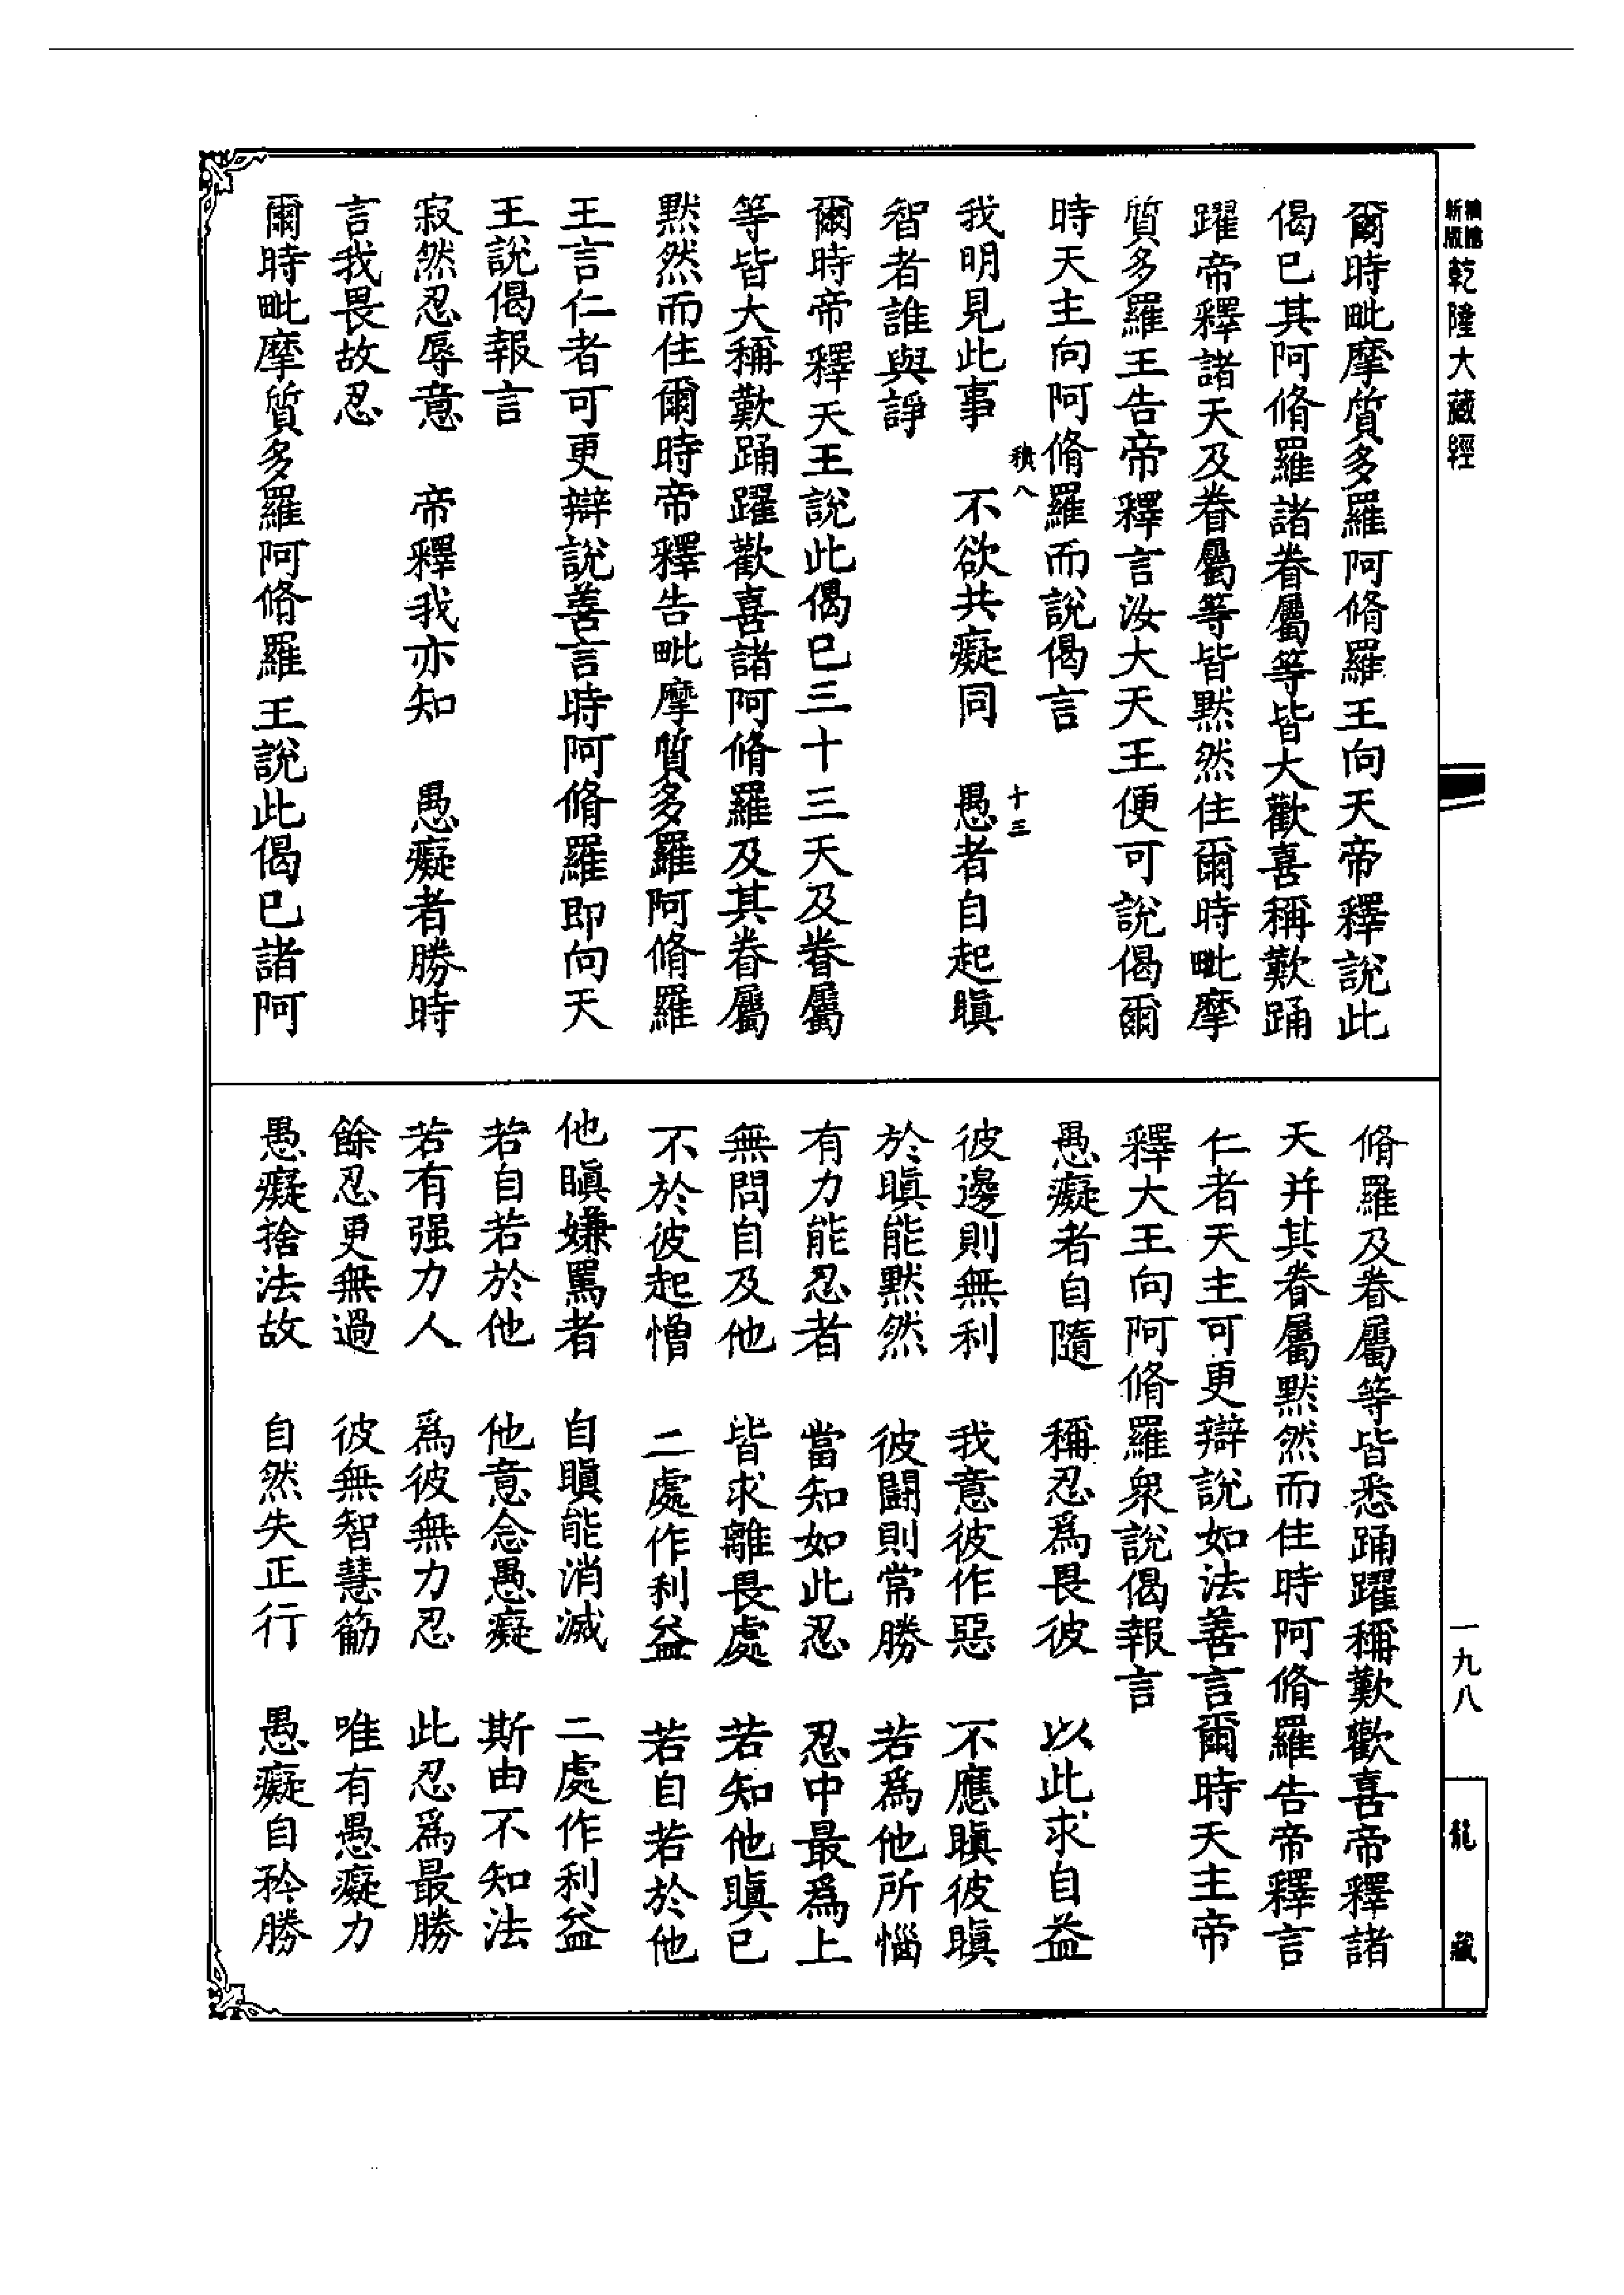 新版
乾隆大藏經
爾時毗摩質多羅阿脩羅王向天帝釋說此
偈已其阿脩羅諸眷屬等皆大歡喜稱歎踊
躍帝釋諸天及眷屬等皆默然住爾時毗摩
質多羅王告帝釋言汝大天王便可說偈爾
時天主向阿脩羅而說偈言
八 十三
我明見此事 不欲共癡同 愚者自起瞋
智者誰與諍
爾時帝釋天王說此偈已三十三天及眷屬
等皆大稱歎踊躍歡喜諸阿脩羅及其眷屬
默然而住爾時帝釋告毗摩質多羅阿脩羅
王言仁者可更辯說善言時阿脩羅即向天
王說偈報言
寂然忍辱意 帝釋我亦知 愚癡者勝時
言我畏故忍
爾時毗摩質多羅阿脩羅王說此偈已諸阿
脩羅及眷屬等皆悉踊躍稱歎歡喜帝釋諸
天并其眷屬默然而住時阿脩羅告帝釋言
仁者天主可更辯說如法善言爾時天主帝
釋大王向阿脩羅衆說偈報言
愚癡者自隨 稱忍爲畏彼 以此求自益
彼邊則無利 我意彼作惡 不應瞋彼瞋
於瞋能默然 彼鬪則常勝 若爲他所惱
有力能忍者 當知如此忍 忍中最爲上
無問自及他 皆求離畏處 若知他瞋已
不於彼起憎 二處作利益 若自若於他
他瞋嫌罵者 自瞋能消滅 二處作利益
若自若於他 他意念愚癡 斯由不知法
若有强力人 爲彼無力忍 此忍爲最勝
餘忍更無過 彼無智慧筋 唯有愚癡力
愚癡捨法故 自然失正行 愚癡自矜勝
一九八
龍藏